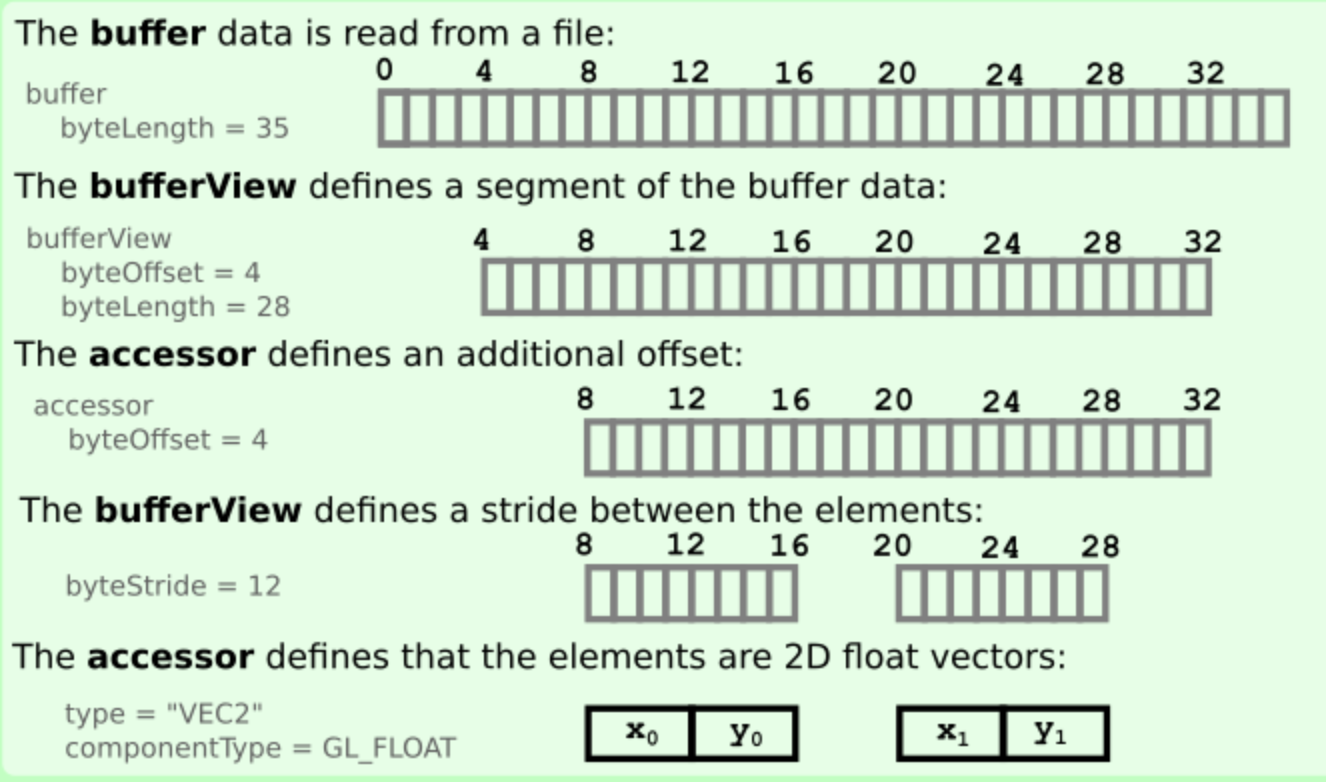 The buffer data is read from a file:
0 4 8 12 16 20 24 28 32
buffer
byteLength = 35
The bufferView defines a segment of the buffer data:
4 8 12 16 20 24 28 32
bufferView
byteOffset = 4
byteLength = 28
The accessor defines an additional offset:
8 12 16 20 24 28 32
accessor
byteOffset = 4
The bufferView defines a stride between the elements:
8 12 16 20 24 28
byteStride = 12
The accessor defines that the elements are 2D float vectors:
type = "VEC2"
componentType = GL_FLOAT
x₀ y₀ x₁ y₁